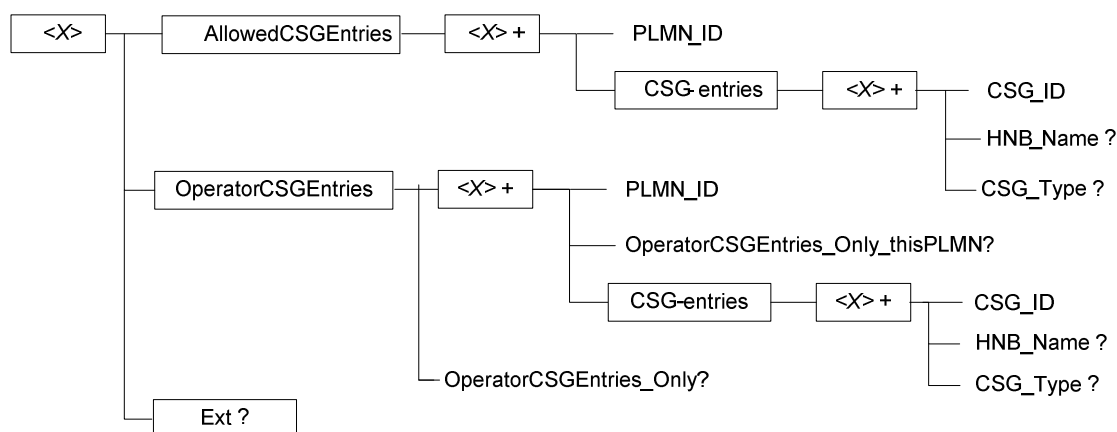 <X>
AllowedCSGEntries
<X> +
PLMN_ID
CSG-entries
<X> +
CSG_ID
HNB_Name ?
CSG_Type ?
OperatorCSGEntries
<X> +
PLMN_ID
OperatorCSGEntries_Only_thisPLMN?
CSG-entries
<X> +
CSG_ID
HNB_Name ?
CSG_Type ?
OperatorCSGEntries_Only?
Ext ?